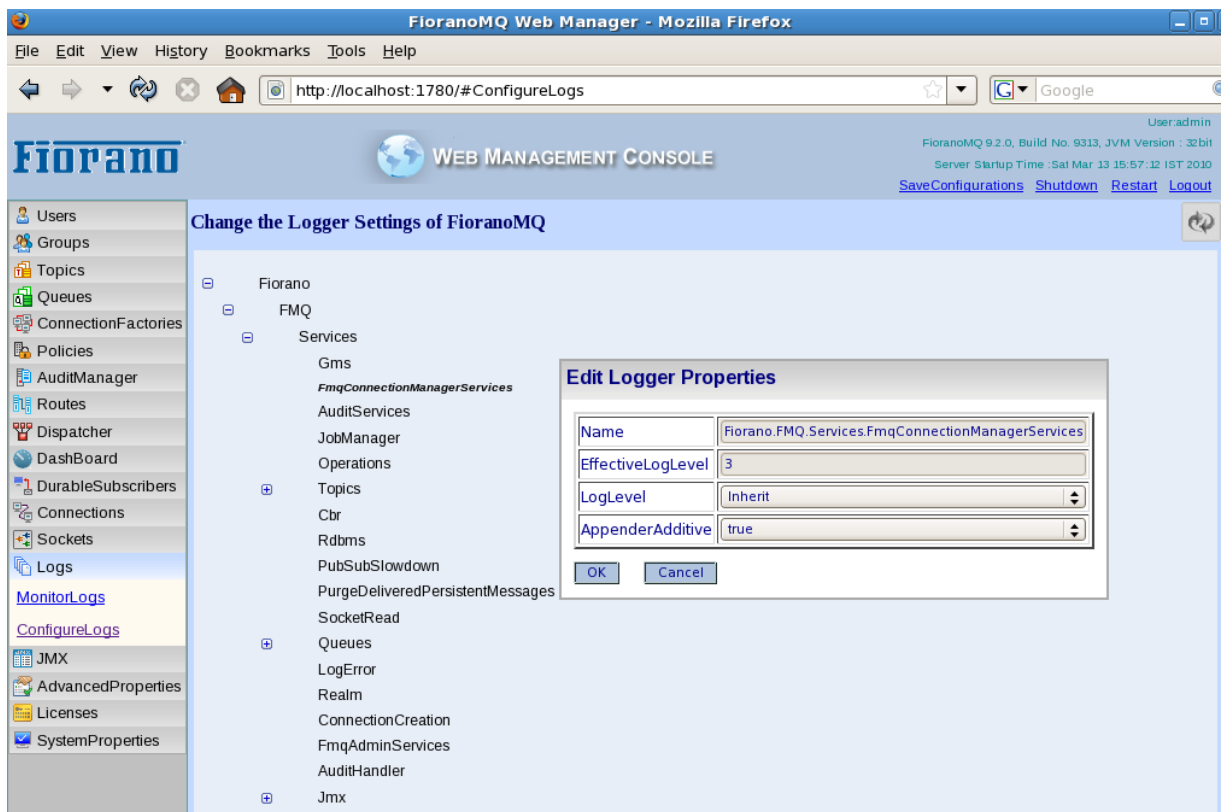 FioranoMQ Web Manager - Mozilla Firefox
File Edit View History Bookmarks Tools Help
http://localhost:1780/#ConfigureLogs
G Google
Fiorano
WEB MANAGEMENT CONSOLE
User:admin
FioranoMQ 9.2.0, Build No. 9313, JVM Version : 32bit
Server Startup Time :Sat Mar 13 15:57:12 IST 2010
SaveConfigurations Shutdown Restart Logout
Users
Groups
Topics
Queues
ConnectionFactories
Policies
AuditManager
Routes
Dispatcher
DashBoard
DurableSubscribers
Connections
Sockets
Logs
MonitorLogs
ConfigureLogs
JMX
AdvancedProperties
Licenses
SystemProperties
Change the Logger Settings of FioranoMQ
Fiorano
FMQ
Services
Gms
FmqConnectionManagerServices
AuditServices
JobManager
Operations
Topics
Cbr
Rdbms
PubSubSlowdown
PurgeDeliveredPersistentMessages
SocketRead
Queues
LogError
Realm
ConnectionCreation
FmqAdminServices
AuditHandler
Jmx
Edit Logger Properties
Name Fiorano.FMQ.Services.FmqConnectionManagerServices
EffectiveLogLevel 3
LogLevel Inherit
AppenderAdditive true
OK Cancel